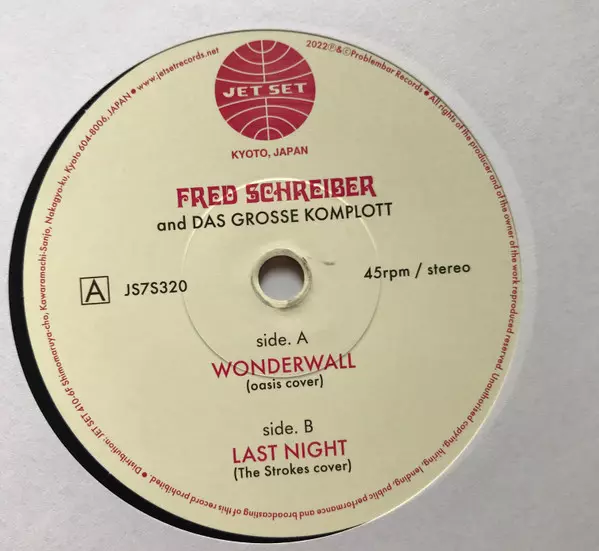 JET SET
KYOTO, JAPAN
FRED SCHREIBER
and DAS GROSSE KOMPLOTT
A
JS7S320
45rpm / stereo
side. A
WONDERWALL
(oasis cover)
side. B
LAST NIGHT
(The Strokes cover)
2022Ⓟ&©Problembar Records ● All rights of the producer and of the owner of the work reproduced reserved. Unauthorized copying, hiring, lending, public performance and broadcasting of this record prohibited. ● Distribution: JET SET 410-6F Shimomaruya-cho, Kawaramachi-Sanjo, Nakagyo-ku, Kyoto 604-8006, JAPAN ● www.jetsetrecords.net